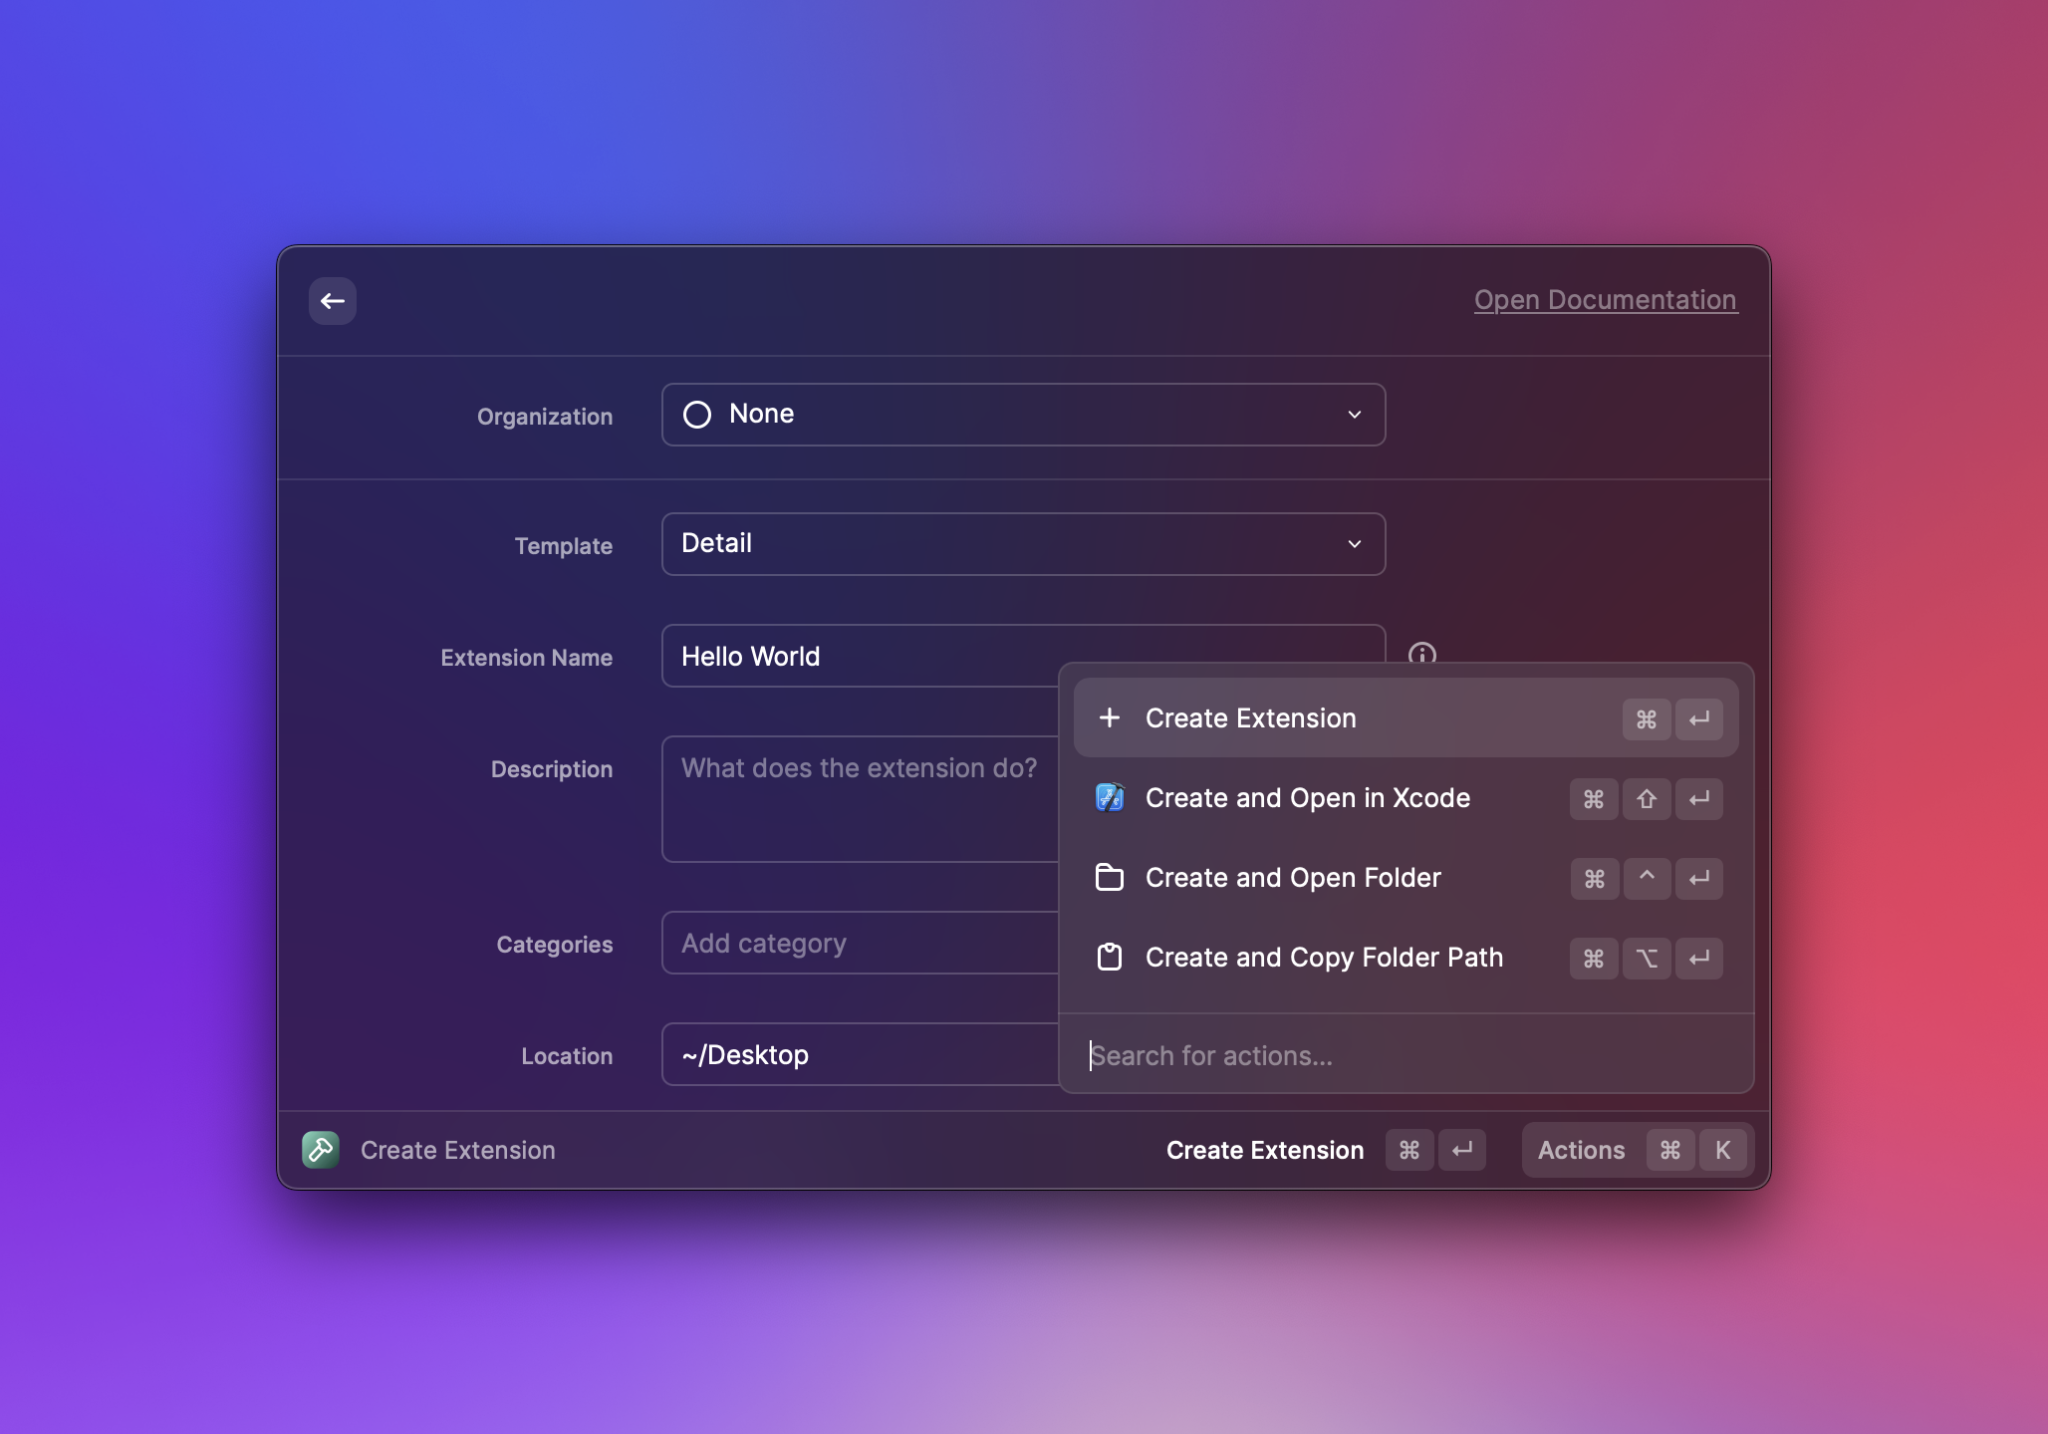 Open Documentation
Organization
None
Template
Detail
Extension Name
Hello World
Description
What does the extension do?
Categories
Add category
Location
~/Desktop
Create Extension ⌘ ↵
Create and Open in Xcode ⌘ ⇧ ↵
Create and Open Folder ⌘ ^ ↵
Create and Copy Folder Path ⌘ ⌥ ↵
Search for actions...
Create Extension
Create Extension ⌘ ↵
Actions ⌘ K